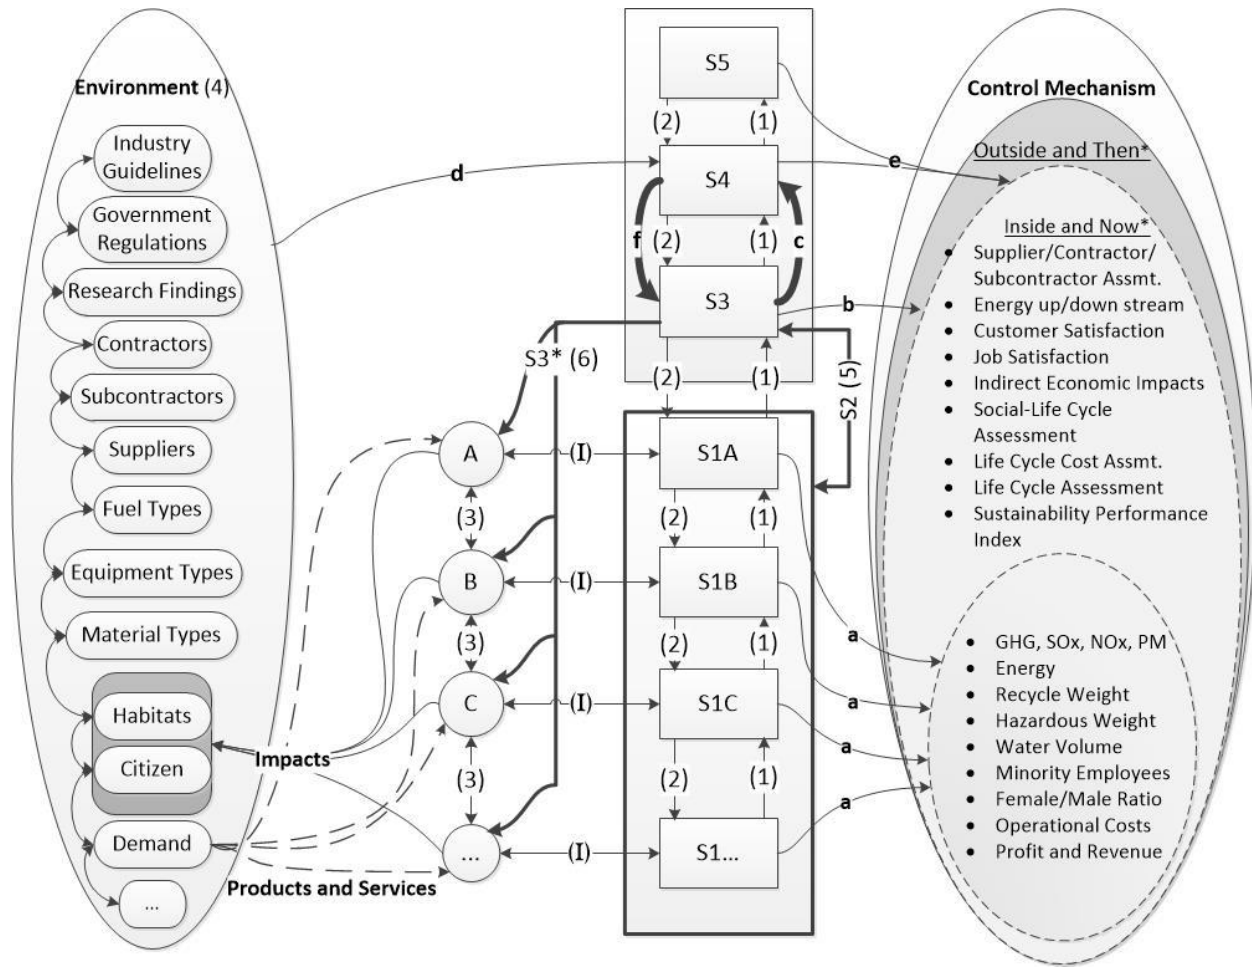 Environment (4)
Industry
Guidelines
Government
Regulations
Research Findings
Contractors
Subcontractors
Suppliers
Fuel Types
Equipment Types
Material Types
Habitats
Citizen
Demand
...
d
Impacts
Products and Services
S3* (6)
A
(3)
B
(3)
C
(3)
...
(I)
(I)
(I)
(I)
S5
(2)
(1)
S4
f
(2)
(1)
c
S3
(2)
(1)
S2 (5)
S1A
(2)
(1)
S1B
(2)
(1)
S1C
(2)
(1)
S1...
e
b
a
a
a
a
Control Mechanism
Outside and Then*
Inside and Now*
• Supplier/Contractor/
Subcontractor Assmt.
• Energy up/down stream
• Customer Satisfaction
• Job Satisfaction
• Indirect Economic Impacts
• Social-Life Cycle
Assessment
• Life Cycle Cost Assmt.
• Life Cycle Assessment
• Sustainability Performance
Index
• GHG, SOx, NOx, PM
• Energy
• Recycle Weight
• Hazardous Weight
• Water Volume
• Minority Employees
• Female/Male Ratio
• Operational Costs
• Profit and Revenue